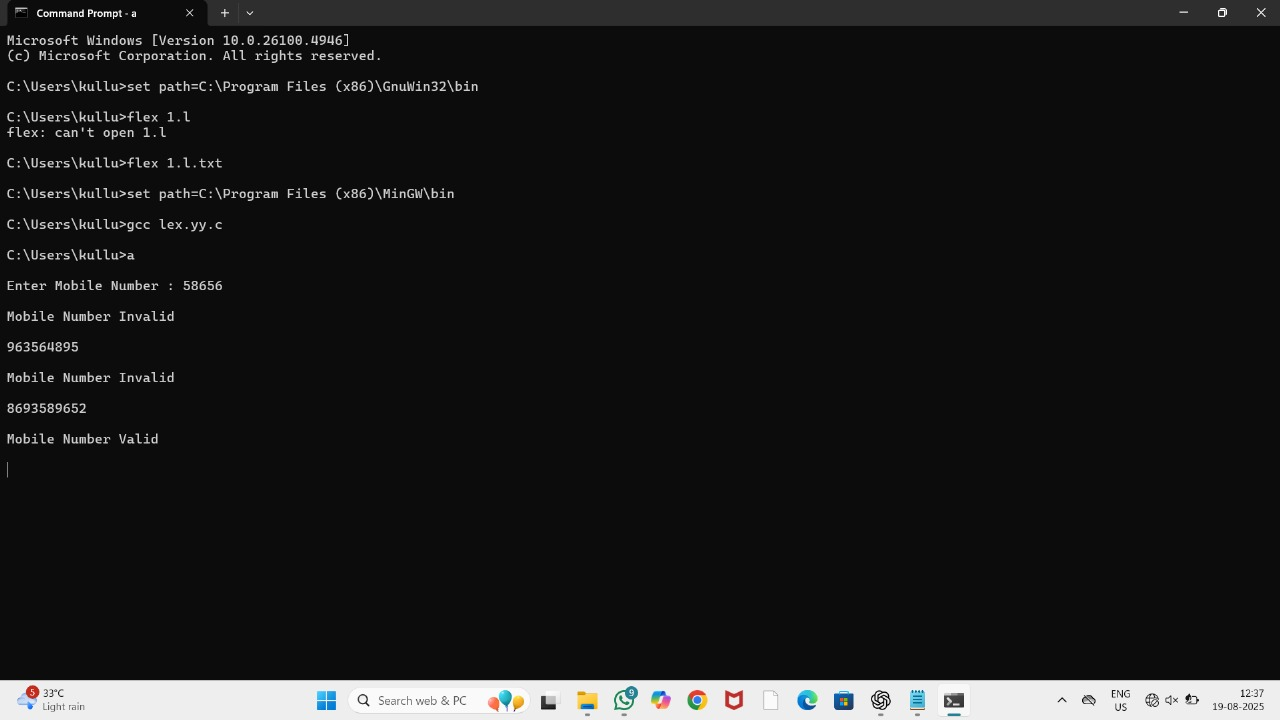 Command Prompt - a
Microsoft Windows [Version 10.0.26100.4946]
(c) Microsoft Corporation. All rights reserved.
C:\Users\kullu>set path=C:\Program Files (x86)\GnuWin32\bin
C:\Users\kullu>flex 1.l
flex: can't open 1.l
C:\Users\kullu>flex 1.l.txt
C:\Users\kullu>set path=C:\Program Files (x86)\MinGW\bin
C:\Users\kullu>gcc lex.yy.c
C:\Users\kullu>a
Enter Mobile Number : 58656
Mobile Number Invalid
963564895
Mobile Number Invalid
8693589652
Mobile Number Valid
5
33°C
Light rain
Search web & PC
9
ENG
US
12:37
19-08-2025